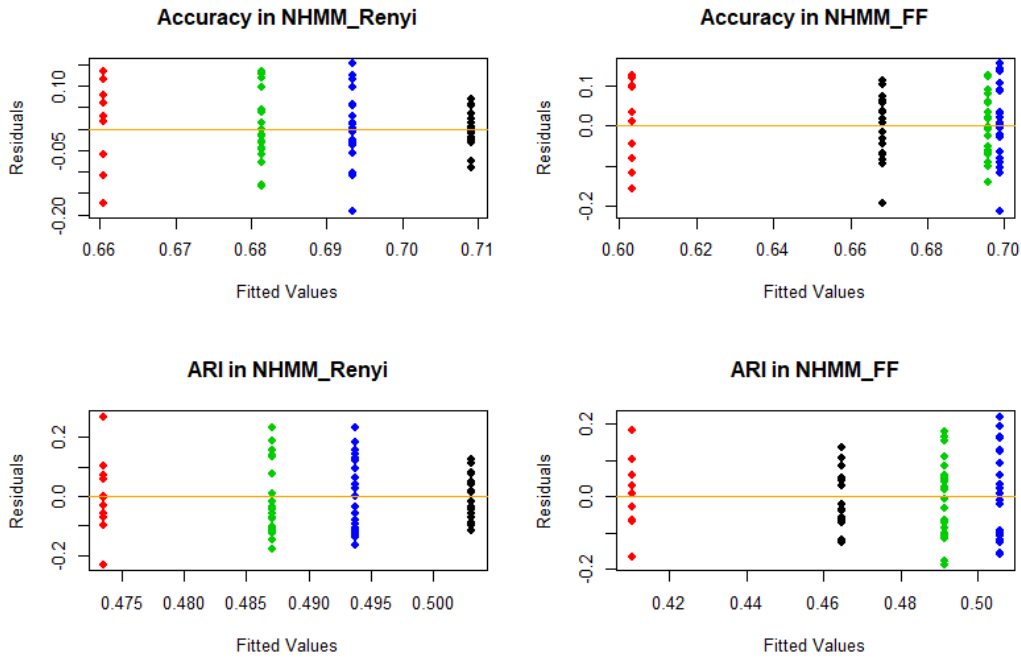 Accuracy in NHMM_Renyi
Residuals
0.10
-0.05
-0.20
0.66 0.67 0.68 0.69 0.70 0.71
Fitted Values
Accuracy in NHMM_FF
Residuals
0.1
0.0
-0.2
0.60 0.62 0.64 0.66 0.68 0.70
Fitted Values
ARI in NHMM_Renyi
Residuals
0.2
0.0
-0.2
0.475 0.480 0.485 0.490 0.495 0.500
Fitted Values
ARI in NHMM_FF
Residuals
0.2
0.0
-0.2
0.42 0.44 0.46 0.48 0.50
Fitted Values